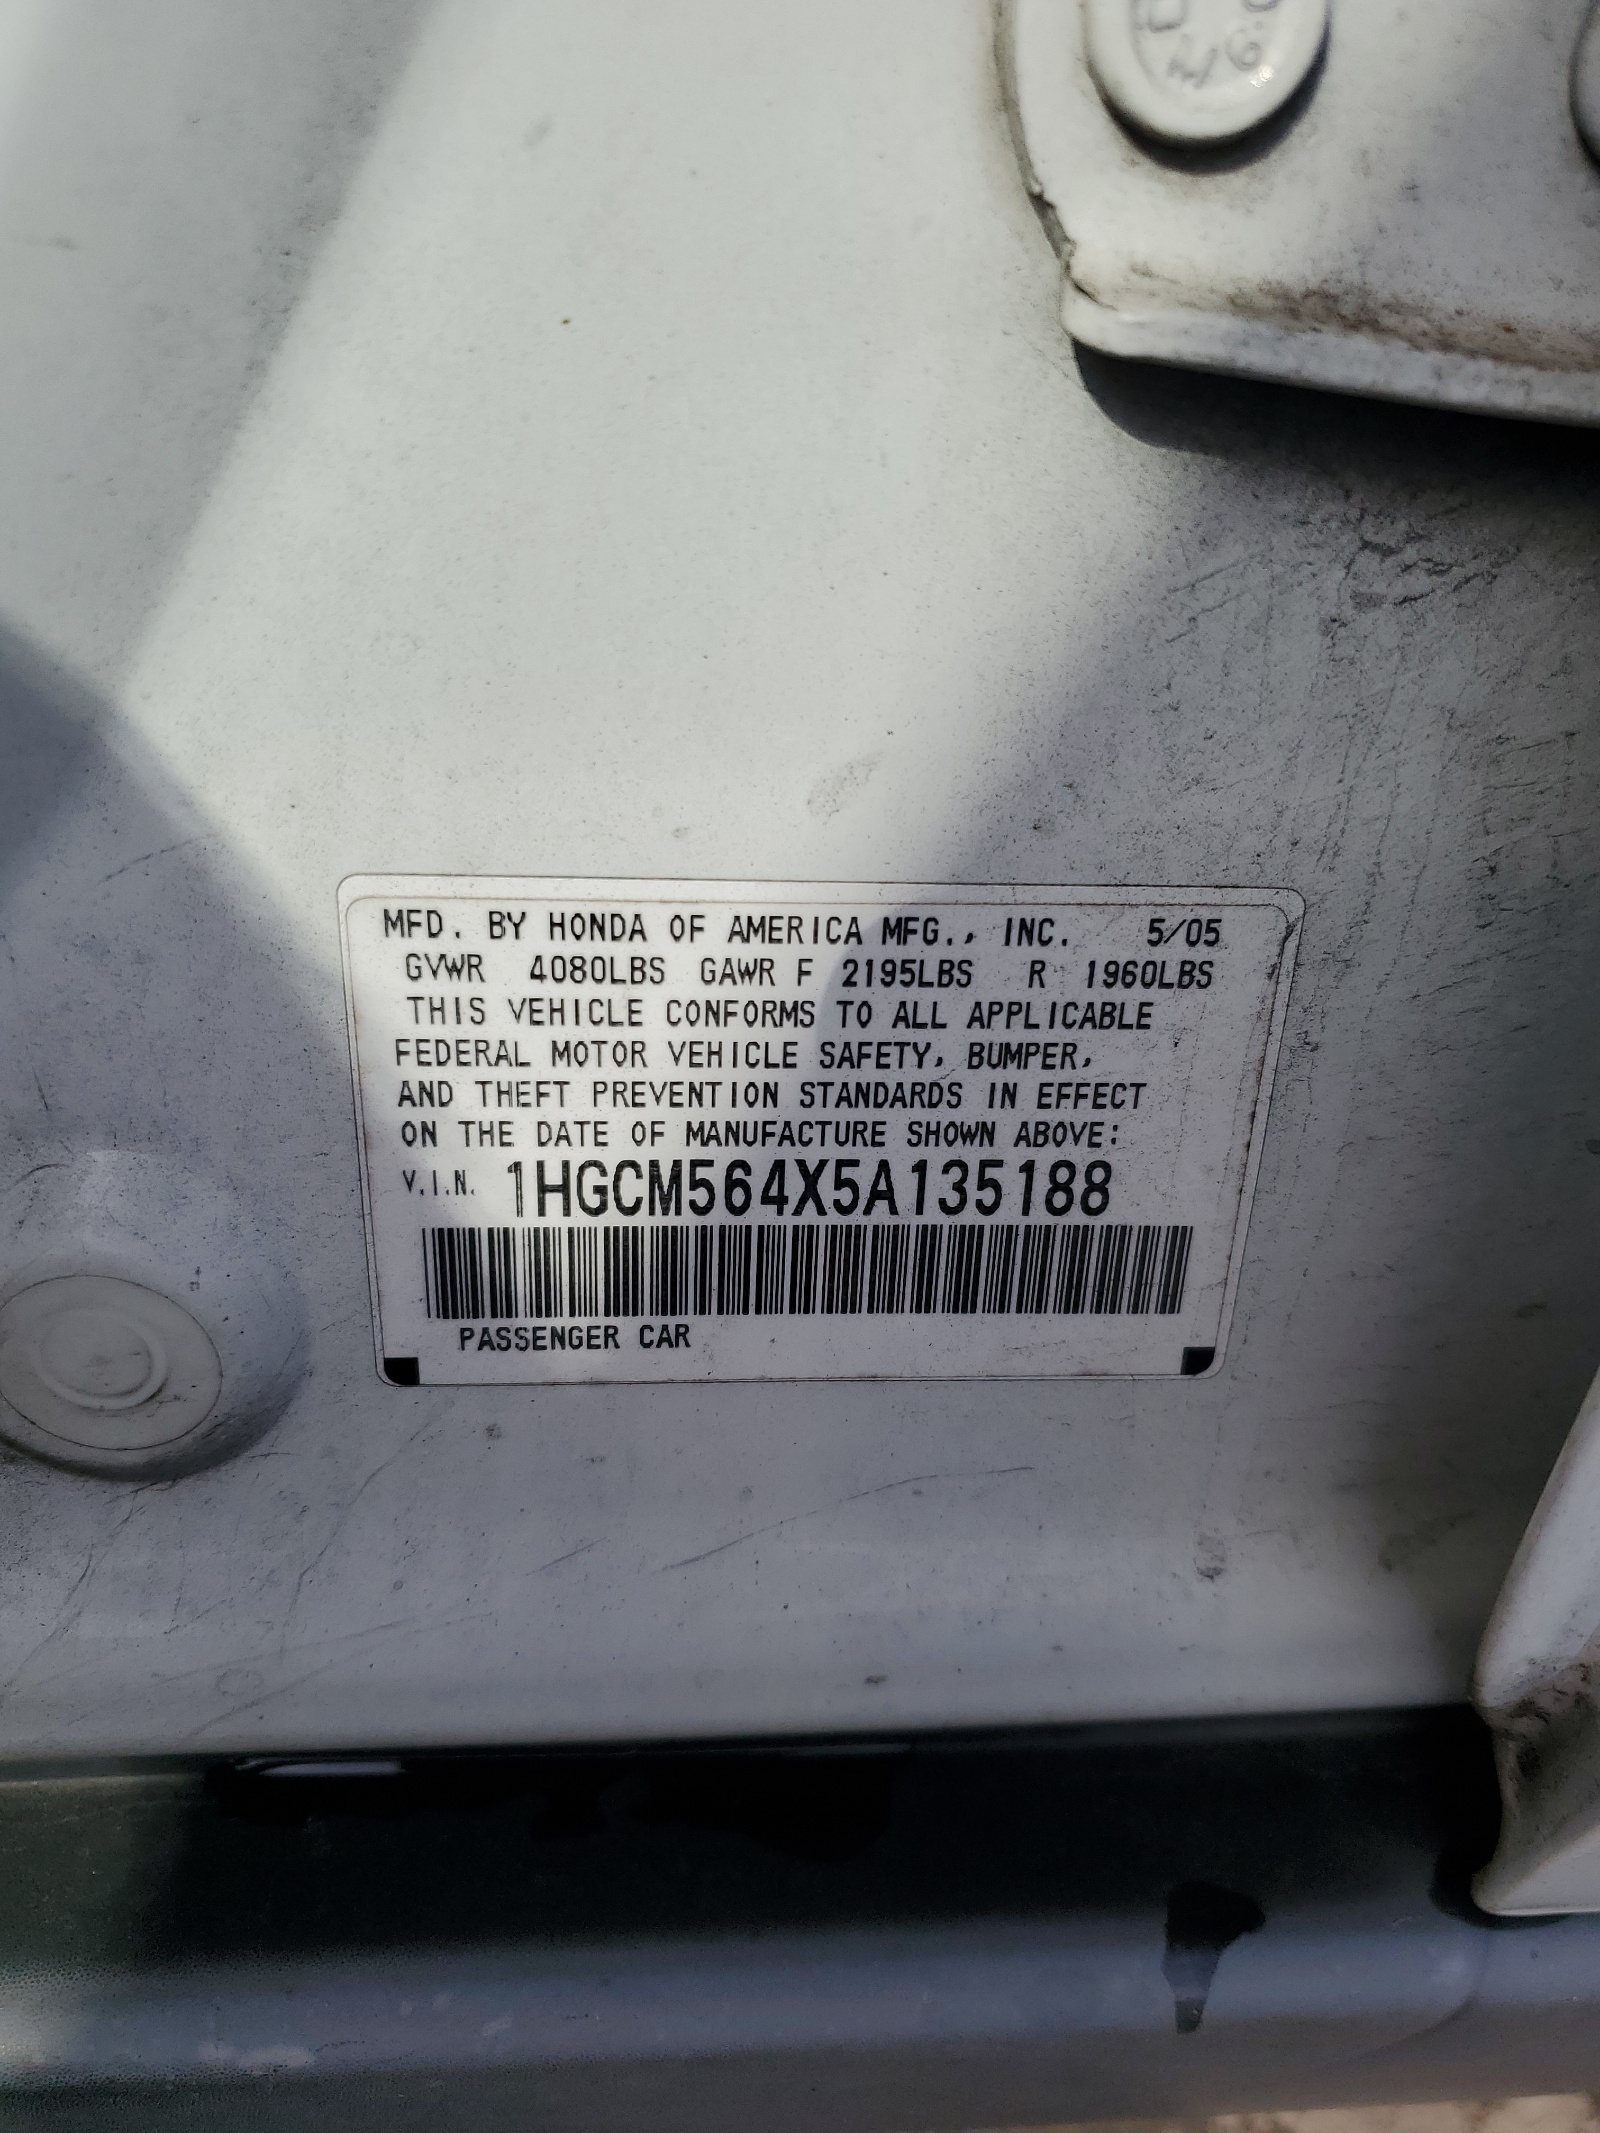 MFD. BY HONDA OF AMERICA MFG., INC. 5/05
GVWR 4080LBS GAWR F 2195LBS R 1960LBS
THIS VEHICLE CONFORMS TO ALL APPLICABLE
FEDERAL MOTOR VEHICLE SAFETY, BUMPER,
AND THEFT PREVENTION STANDARDS IN EFFECT
ON THE DATE OF MANUFACTURE SHOWN ABOVE:
V.I.N. 1HGCM564X5A135188
PASSENGER CAR